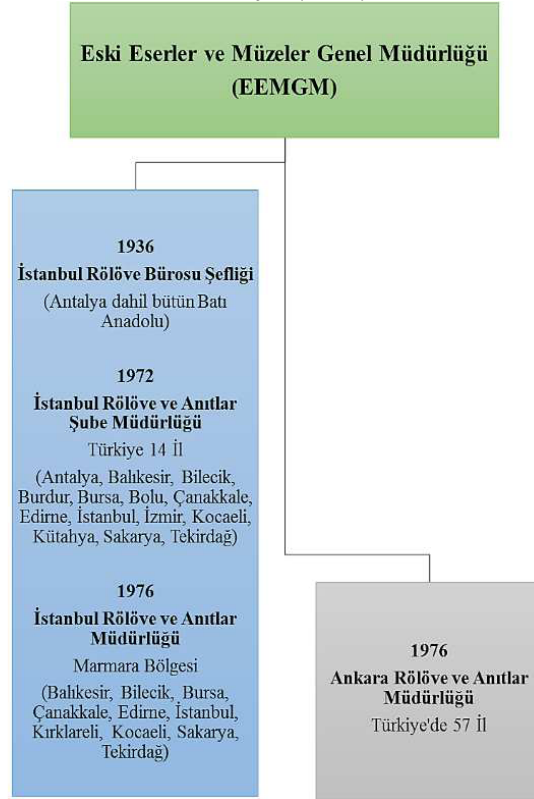 Eski Eserler ve Müzeler Genel Müdürlüğü
(EEMGM)
1936
İstanbul Rölöve Bürosu Şefliği
(Antalya dahil bütün Batı
Anadolu)
1972
İstanbul Rölöve ve Anıtlar
Şube Müdürlüğü
Türkiye 14 İl
(Antalya, Balıkesir, Bilecik,
Burdur, Bursa, Bolu, Çanakkale,
Edirne, İstanbul, İzmir, Kocaeli,
Kütahya, Sakarya, Tekirdağ)
1976
İstanbul Rölöve ve Anıtlar
Müdürlüğü
Marmara Bölgesi
(Balıkesir, Bilecik, Bursa,
Çanakkale, Edirne, İstanbul,
Kırklareli, Kocaeli, Sakarya,
Tekirdağ)
1976
Ankara Rölöve ve Anıtlar
Müdürlüğü
Türkiye'de 57 İl